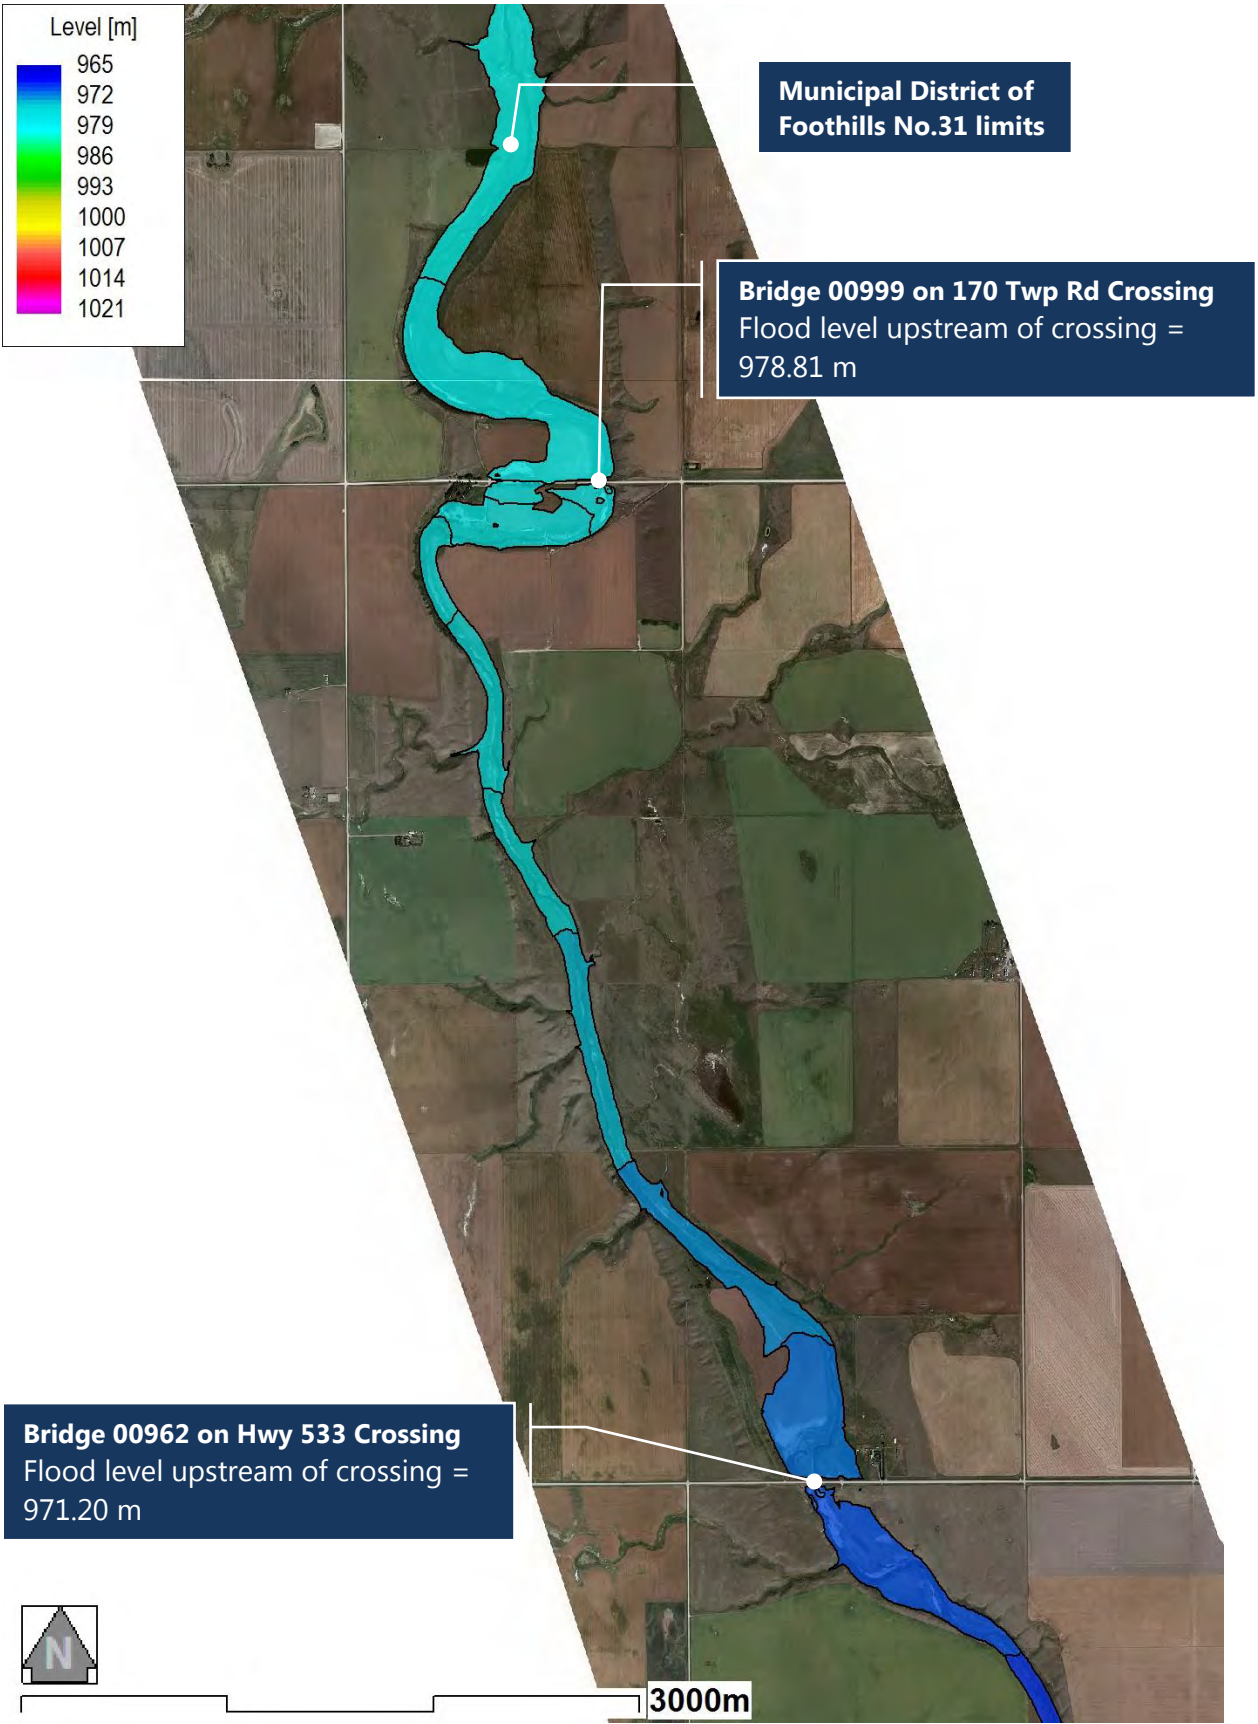 Level [m]
965
972
979
986
993
1000
1007
1014
1021
Municipal District of
Foothills No.31 limits
Bridge 00999 on 170 Twp Rd Crossing
Flood level upstream of crossing =
978.81 m
Bridge 00962 on Hwy 533 Crossing
Flood level upstream of crossing =
971.20 m
N
3000m